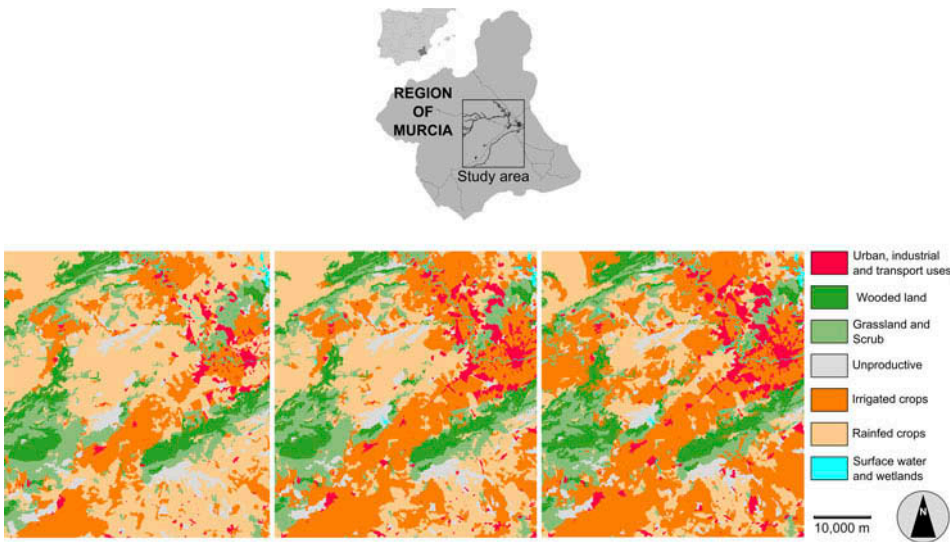 REGION
OF
MURCIA
Study area
Urban, industrial
and transport uses
Wooded land
Grassland and
Scrub
Unproductive
Irrigated crops
Rainfed crops
Surface water
and wetlands
10,000 m
N